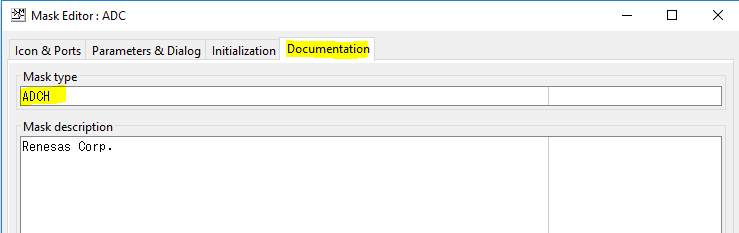 Mask Editor : ADC
Icon & Ports Parameters & Dialog Initialization Documentation
Mask type
ADCH
Mask description
Renesas Corp.